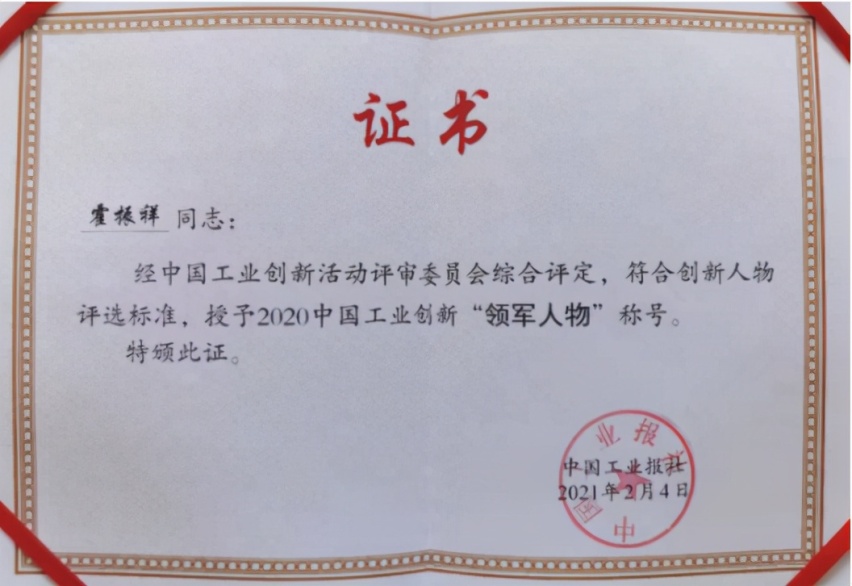 证书
霍振祥 同志：
经中国工业创新活动评审委员会综合评定，符合创新人物
评选标准，授予2020中国工业创新“领军人物”称号。
特颁此证。
中国工业报社
2021年2月4日